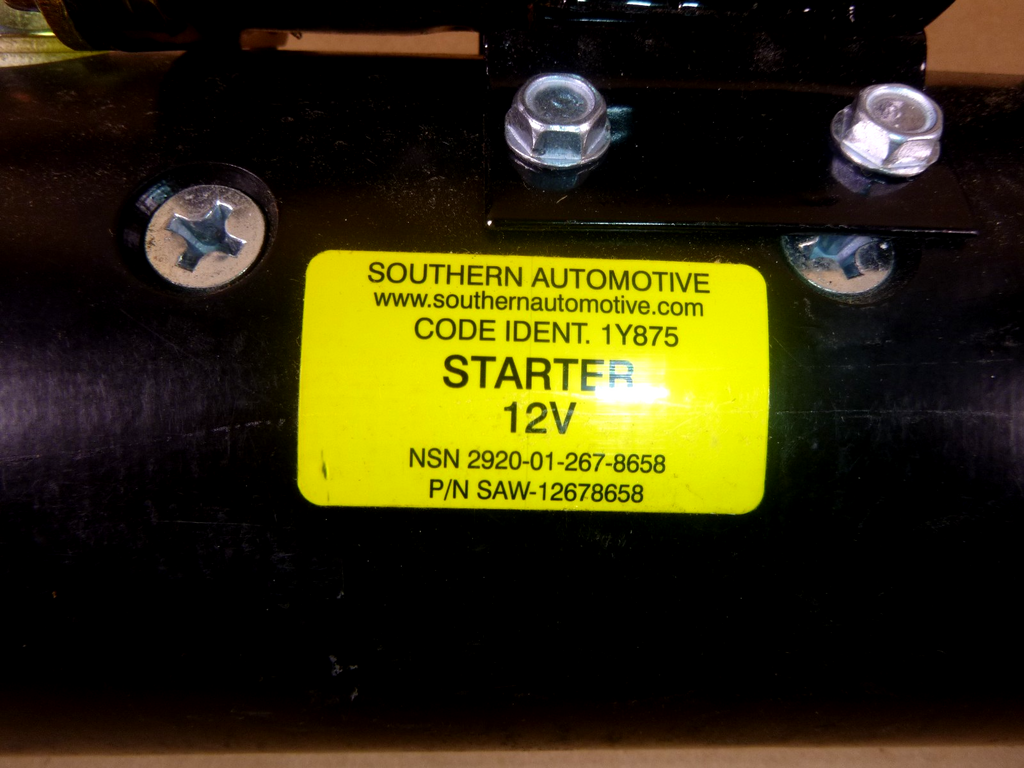 SOUTHERN AUTOMOTIVE
www.southernautomotive.com
CODE IDENT. 1Y875
STARTER
12V
NSN 2920-01-267-8658
P/N SAW-12678658